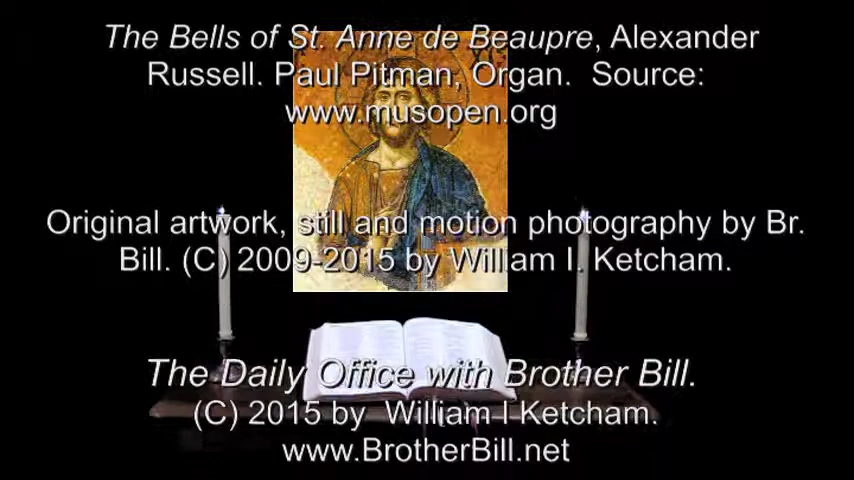 The Bells of St. Anne de Beaupre, Alexander
Russell. Paul Pitman, Organ. Source:
www.musopen.org
Original artwork, still and motion photography by Br.
Bill. (C) 2009-2015 by William I. Ketcham.
The Daily Office with Brother Bill.
(C) 2015 by William I Ketcham.
www.BrotherBill.net